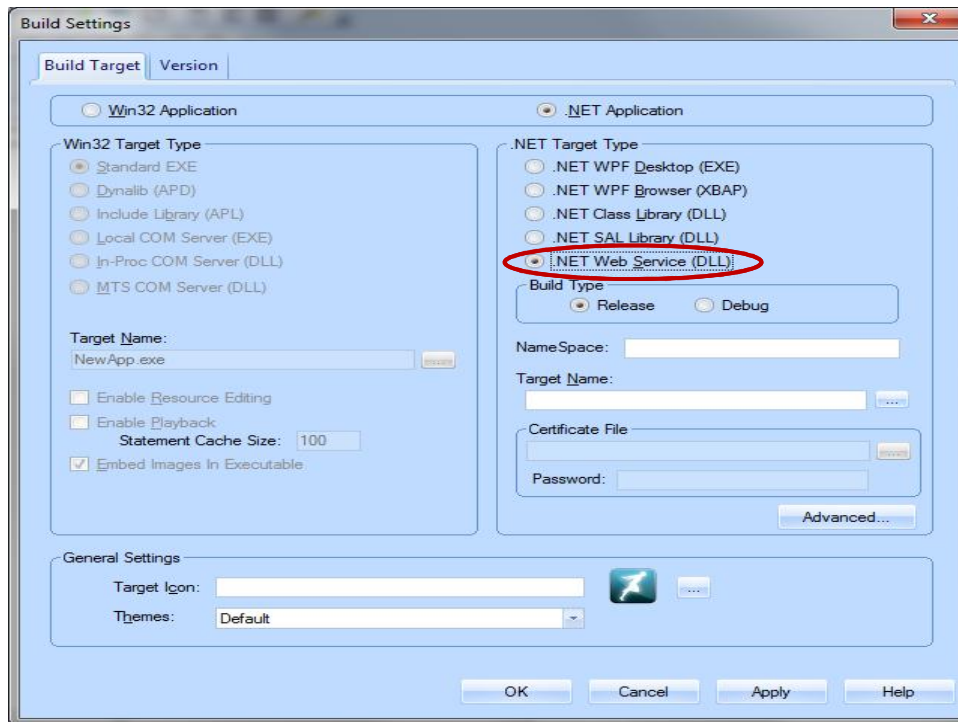 Build Settings
Build Target Version
Win32 Application .NET Application
Win32 Target Type
Standard EXE
Dynalib (APD)
Include Library (APL)
Local COM Server (EXE)
In-Proc COM Server (DLL)
MTS COM Server (DLL)
Target Name:
NewApp.exe
Enable Resource Editing
Enable Playback
Statement Cache Size: 100
Embed Images In Executable
.NET Target Type
.NET WPF Desktop (EXE)
.NET WPF Browser (XBAP)
.NET Class Library (DLL)
.NET SAL Library (DLL)
.NET Web Service (DLL)
Build Type
Release Debug
NameSpace:
Target Name:
...
Certificate File
Password:
Advanced...
General Settings
Target Icon: ...
Themes: Default
OK Cancel Apply Help